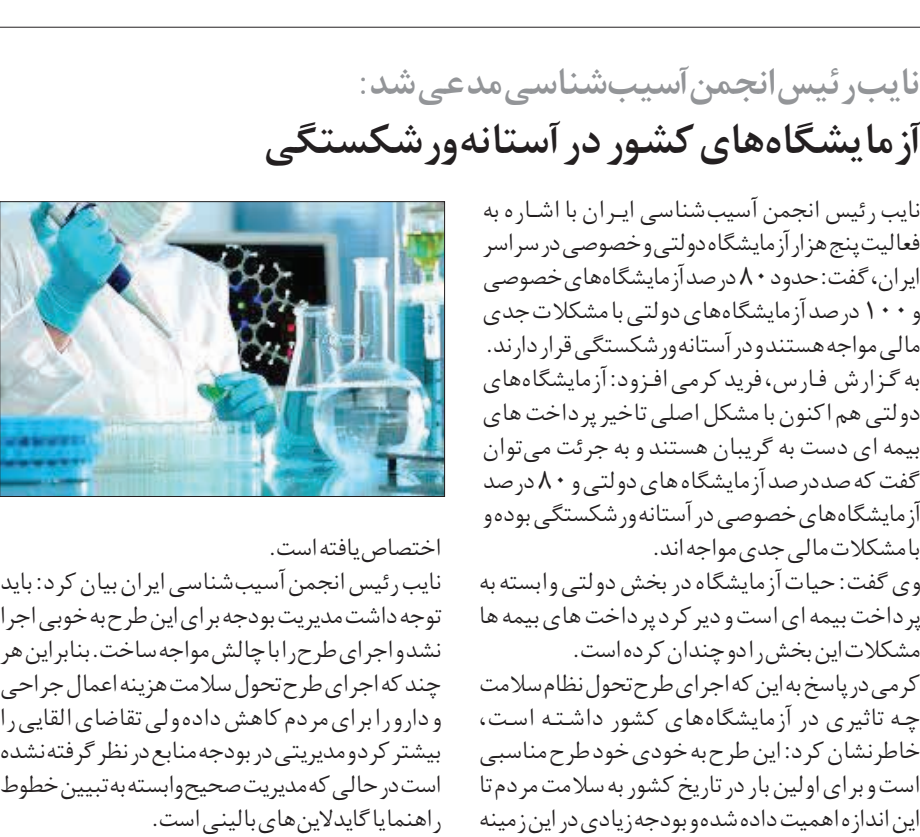 نایب رئیس انجمن آسیب‌شناسی مدعی شد:
آزمایشگاه‌های کشور در آستانه ورشکستگی
نایب رئیس انجمن آسیب‌شناسی ایـران با اشـاره به
فعالیت پنج هزار آزمایشگاه دولتی و خصوصی در سراسر
ایران، گفت: حدود ۸۰ درصد آزمایشگاه‌های خصوصی
و ۱۰۰ درصد آزمایشگاه‌های دولتی با مشکلات جدی
مالی مواجه هستند و در آستانه ورشکستگی قرار دارند.
به گـزارش فـارس، فرید کرمی افـزود: آزمایشگاه‌های
دولتی هم اکنون با مشکل اصلی تاخیر پرداخت های
بیمه ای دست به گریبان هستند و به جرئت می‌توان
گفت که صددرصد آزمایشگاه های دولتی و ۸۰ درصد
آزمایشگاه‌های خصوصی در آستانه ورشکستگی بوده و
با مشکلات مالی جدی مواجه اند.
وی گفت: حیات آزمایشگاه در بخش دولتی وابسته به
پرداخت بیمه ای است و دیر کرد پرداخت های بیمه ها
مشکلات این بخش را دو چندان کرده است.
کرمی در پاسخ به این که اجرای طرح تحول نظام سلامت
چـه تاثیری در آزمایشگاه‌های کشور داشـتـه اسـت،
خاطرنشان کرد: این طرح به خودی خود طرح مناسبی
است و برای اولین بار در تاریخ کشور به سلامت مردم تا
این اندازه اهمیت داده شده و بودجه زیادی در این زمینه
اختصاص یافته است.
نایب رئیس انجمن آسیب‌شناسی ایران بیان کرد: باید
توجه داشت مدیریت بودجه برای این طرح به خوبی اجرا
نشد و اجرای طرح را با چالش مواجه ساخت. بنابراین هر
چند که اجرای طرح تحول سلامت هزینه اعمال جراحی
و دارو را برای مردم کاهش داده ولی تقاضای القایی را
بیشتر کرد و مدیریتی در بودجه منابع در نظر گرفته نشده
است در حالی که مدیریت صحیح وابسته به تبیین خطوط
راهنما یا گایدلاین های بالینی است.